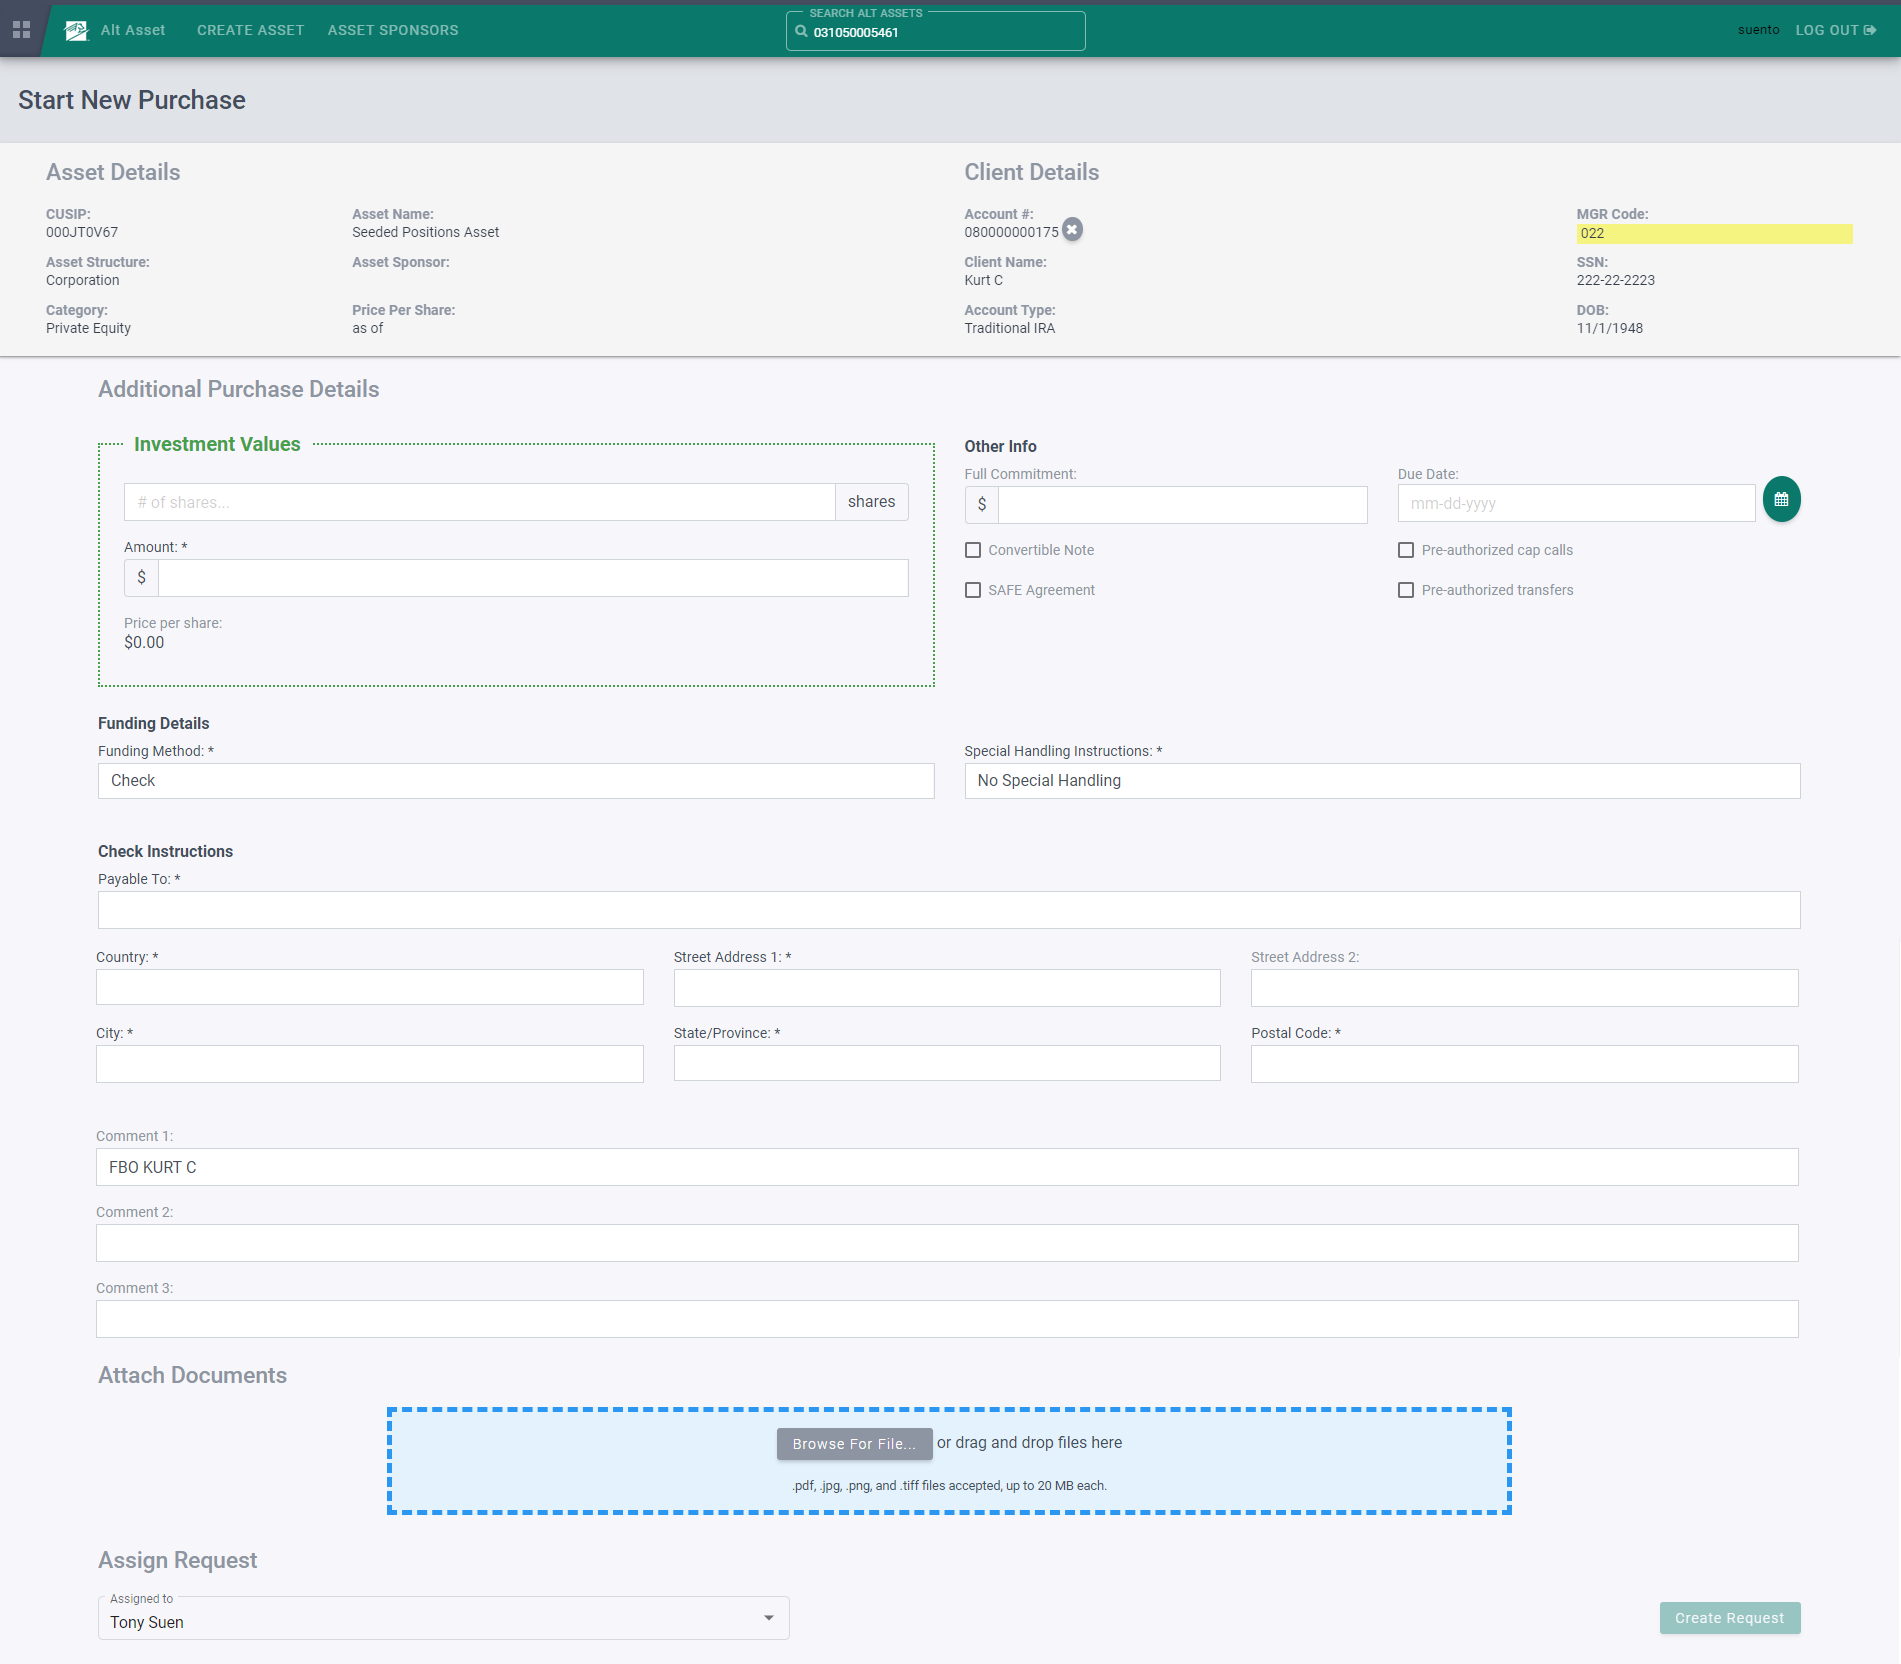 Alt Asset CREATE ASSET ASSET SPONSORS
SEARCH ALT ASSETS
031050005461
suento LOG OUT
Start New Purchase
Asset Details
CUSIP: Asset Name:
000JT0V67 Seeded Positions Asset
Asset Structure: Asset Sponsor:
Corporation
Category: Price Per Share:
Private Equity as of
Client Details
Account #: MGR Code:
080000000175 022
Client Name: SSN:
Kurt C 222-22-2223
Account Type: DOB:
Traditional IRA 11/1/1948
Additional Purchase Details
Investment Values
# of shares... shares
Amount: *
$
Price per share:
$0.00
Other Info
Full Commitment: Due Date:
$ mm-dd-yyyy
Convertible Note Pre-authorized cap calls
SAFE Agreement Pre-authorized transfers
Funding Details
Funding Method: * Special Handling Instructions: *
Check No Special Handling
Check Instructions
Payable To: *
Country: * Street Address 1: * Street Address 2:
City: * State/Province: * Postal Code: *
Comment 1:
FBO KURT C
Comment 2:
Comment 3:
Attach Documents
Browse For File... or drag and drop files here
.pdf, .jpg, .png, and .tiff files accepted, up to 20 MB each.
Assign Request
Assigned to
Tony Suen
Create Request